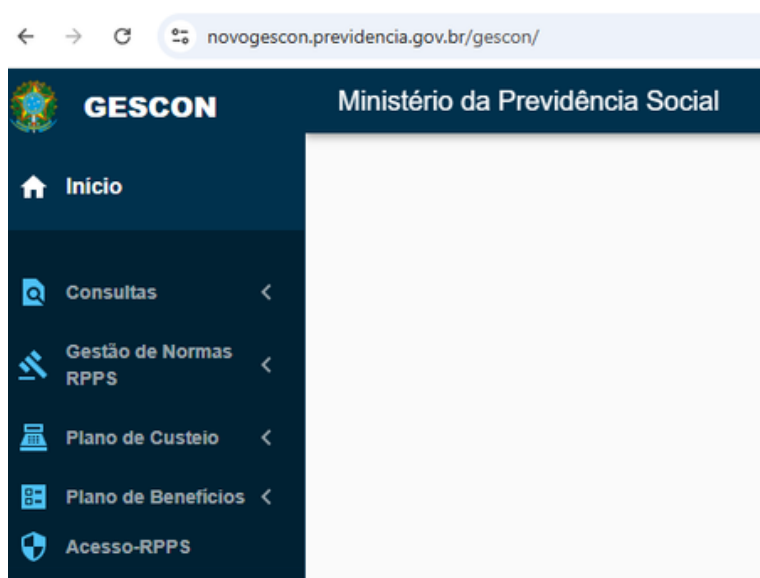 novogescon.previdencia.gov.br/gescon/
GESCON
Ministério da Previdência Social
Início
Consultas
Gestão de Normas
RPPS
Plano de Custeio
Plano de Benefícios
Acesso-RPPS